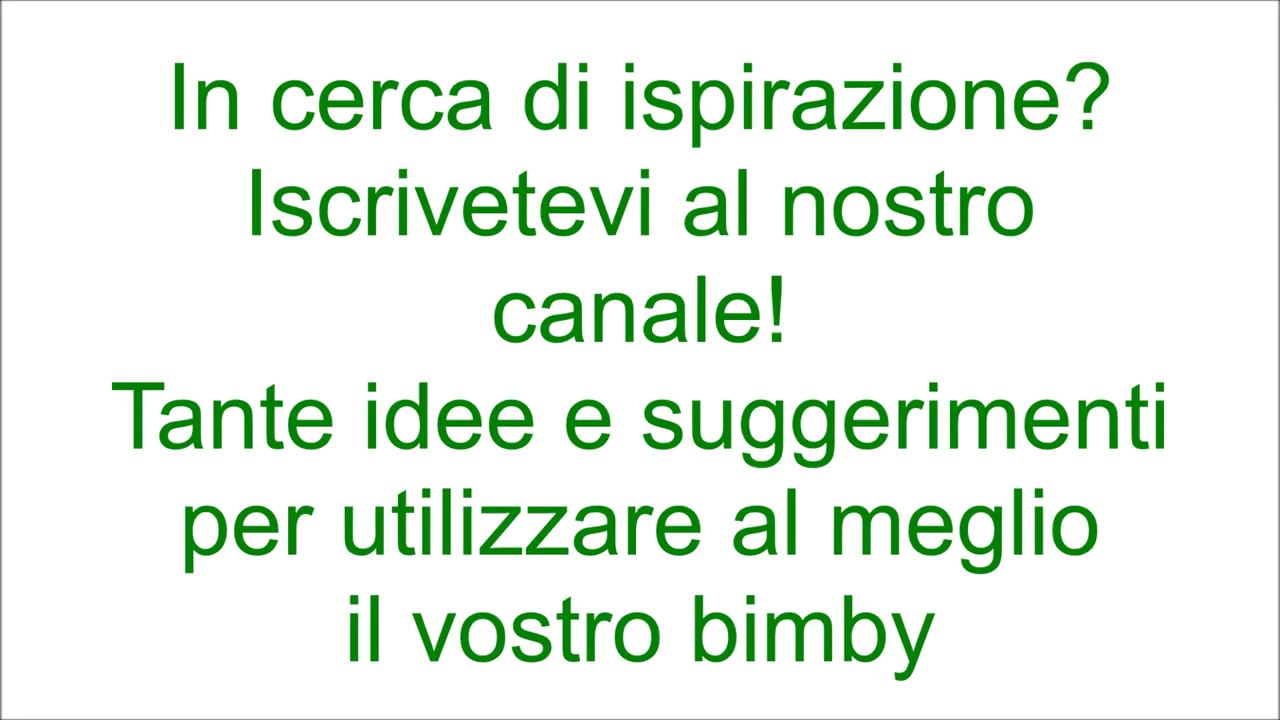 In cerca di ispirazione?
Iscrivetevi al nostro
canale!
Tante idee e suggerimenti
per utilizzare al meglio
il vostro bimby